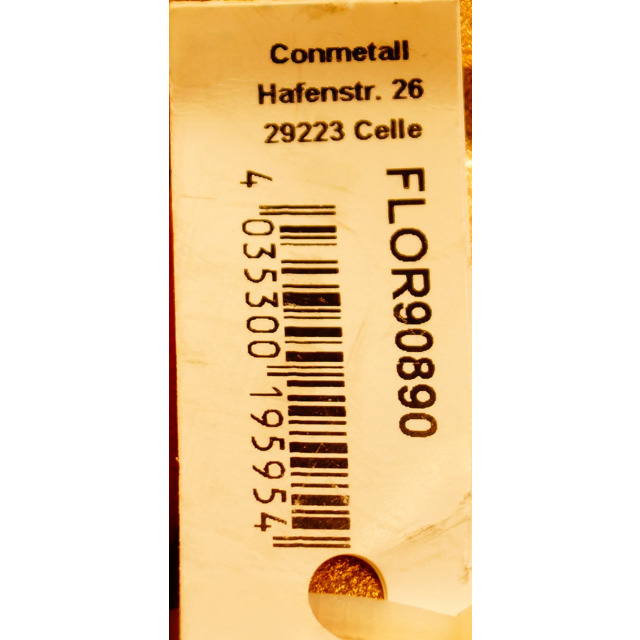 Conmetall
Hafenstr. 26
29223 Celle
FLOR90890
4 035300 195954